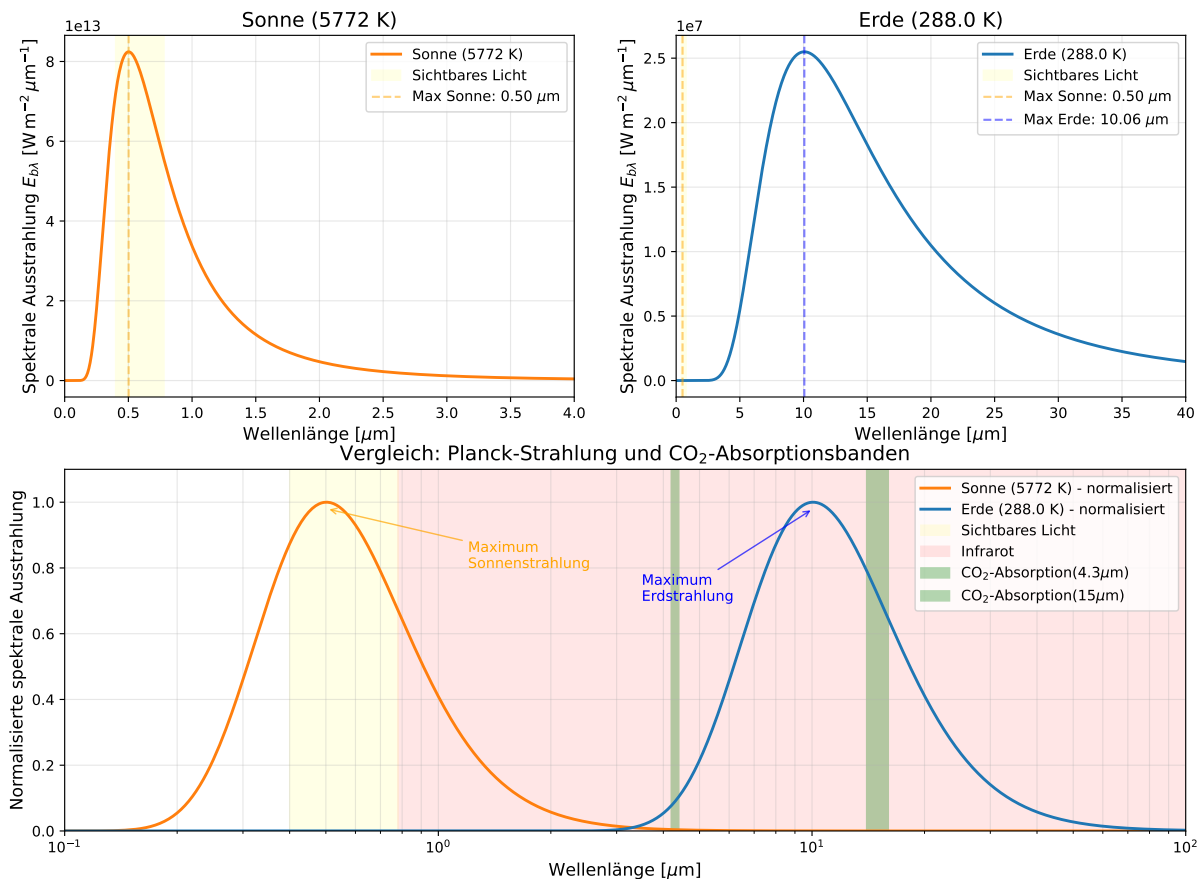 Sonne (5772 K)
1e13
Spektrale Ausstrahlung E_{bλ} [W m⁻² μm⁻¹]
8
6
4
2
0
0.0 0.5 1.0 1.5 2.0 2.5 3.0 3.5 4.0
Wellenlänge [μm]
Sonne (5772 K)
Sichtbares Licht
Max Sonne: 0.50 μm
Erde (288.0 K)
1e7
Spektrale Ausstrahlung E_{bλ} [W m⁻² μm⁻¹]
2.5
2.0
1.5
1.0
0.5
0.0
0 5 10 15 20 25 30 35 40
Wellenlänge [μm]
Erde (288.0 K)
Sichtbares Licht
Max Sonne: 0.50 μm
Max Erde: 10.06 μm
Vergleich: Planck-Strahlung und CO₂-Absorptionsbanden
Normalisierte spektrale Ausstrahlung
1.0
0.8
0.6
0.4
0.2
0.0
10⁻¹ 10⁰ 10¹ 10²
Wellenlänge [μm]
Maximum
Sonnenstrahlung
Maximum
Erdstrahlung
Sonne (5772 K) - normalisiert
Erde (288.0 K) - normalisiert
Sichtbares Licht
Infrarot
CO₂-Absorption(4.3μm)
CO₂-Absorption(15μm)